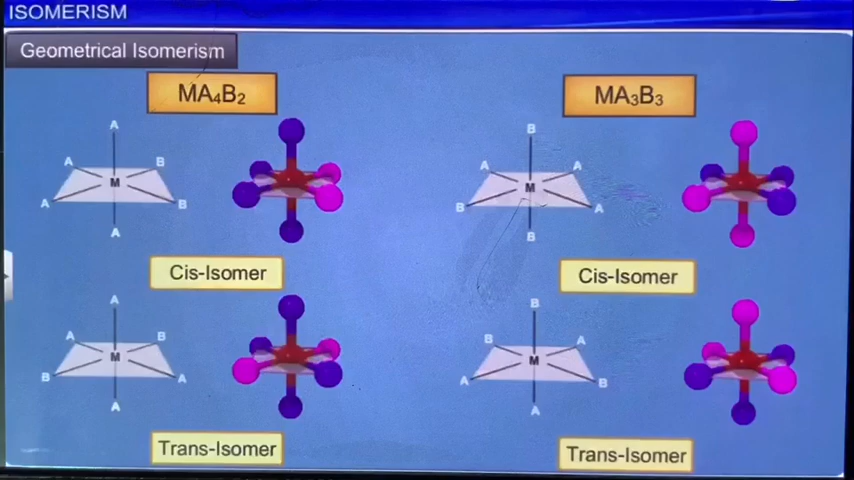 ISOMERISM
Geometrical Isomerism
MA₄B₂
A
A B
M
A B
A
Cis-Isomer
A
A B
M
B A
A
Trans-Isomer
MA₃B₃
B
A A
M
B A
B
Cis-Isomer
B
B A
M
A B
A
Trans-Isomer